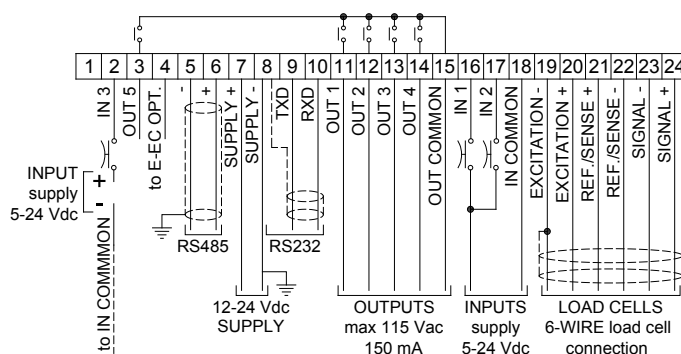 1 2 3 4 5 6 7 8 9 10 11 12 13 14 15 16 17 18 19 20 21 22 23 24
IN 3
OUT 5
to E-EC OPT.
-
+
SUPPLY +
SUPPLY -
TXD
RXD
OUT 1
OUT 2
OUT 3
OUT 4
OUT COMMON
IN 1
IN 2
IN COMMON
EXCITATION -
EXCITATION +
REF./SENSE +
REF./SENSE -
SIGNAL -
SIGNAL +
INPUT
supply
5-24 Vdc
+
-
to IN COMMMON
RS485
RS232
12-24 Vdc
SUPPLY
OUTPUTS
max 115 Vac
150 mA
INPUTS
supply
5-24 Vdc
LOAD CELLS
6-WIRE load cell
connection